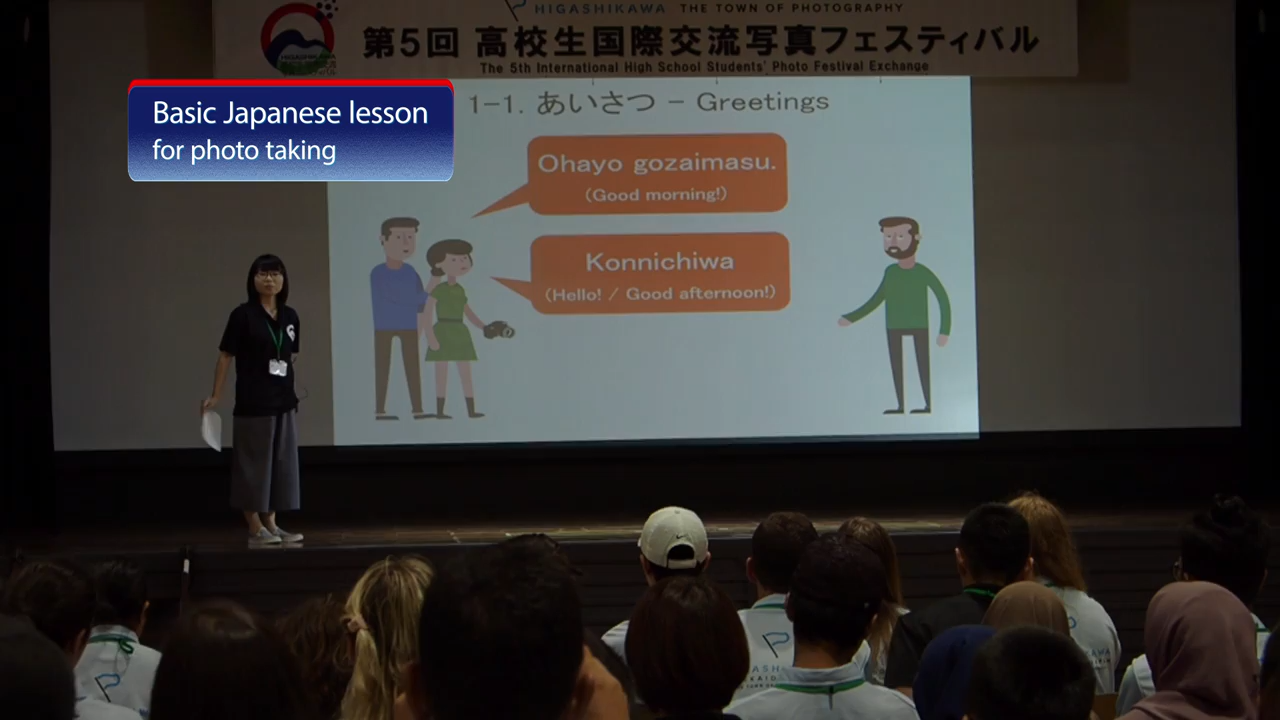 HIGASHIKAWA THE TOWN OF PHOTOGRAPHY
第5回 高校生国際交流写真フェスティバル
The 5th International High School Students' Photo Festival Exchange
Basic Japanese lesson
for photo taking
1-1. あいさつ - Greetings
Ohayo gozaimasu.
(Good morning!)
Konnichiwa
(Hello! / Good afternoon!)